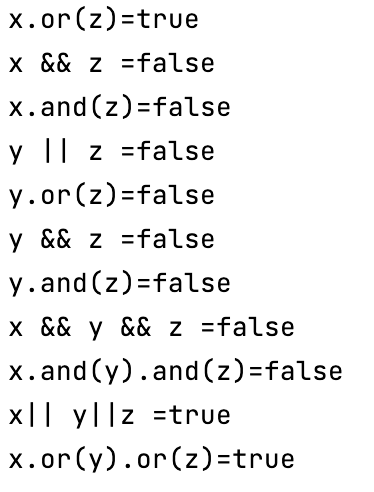 x.or(z)=true
x && z =false
x.and(z)=false
y || z =false
y.or(z)=false
y && z =false
y.and(z)=false
x && y && z =false
x.and(y).and(z)=false
x|| y||z =true
x.or(y).or(z)=true